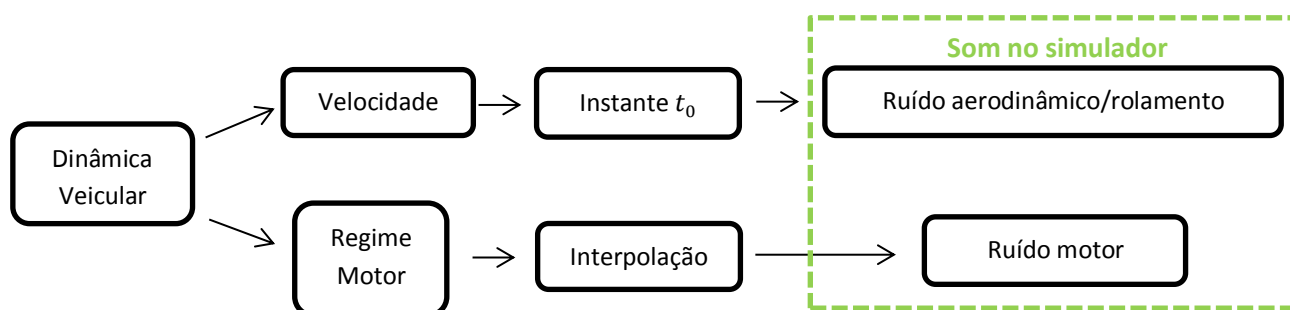 Som no simulador
Velocidade
Instante t₀
Ruído aerodinâmico/rolamento
Dinâmica
Veicular
Regime
Motor
Interpolação
Ruído motor